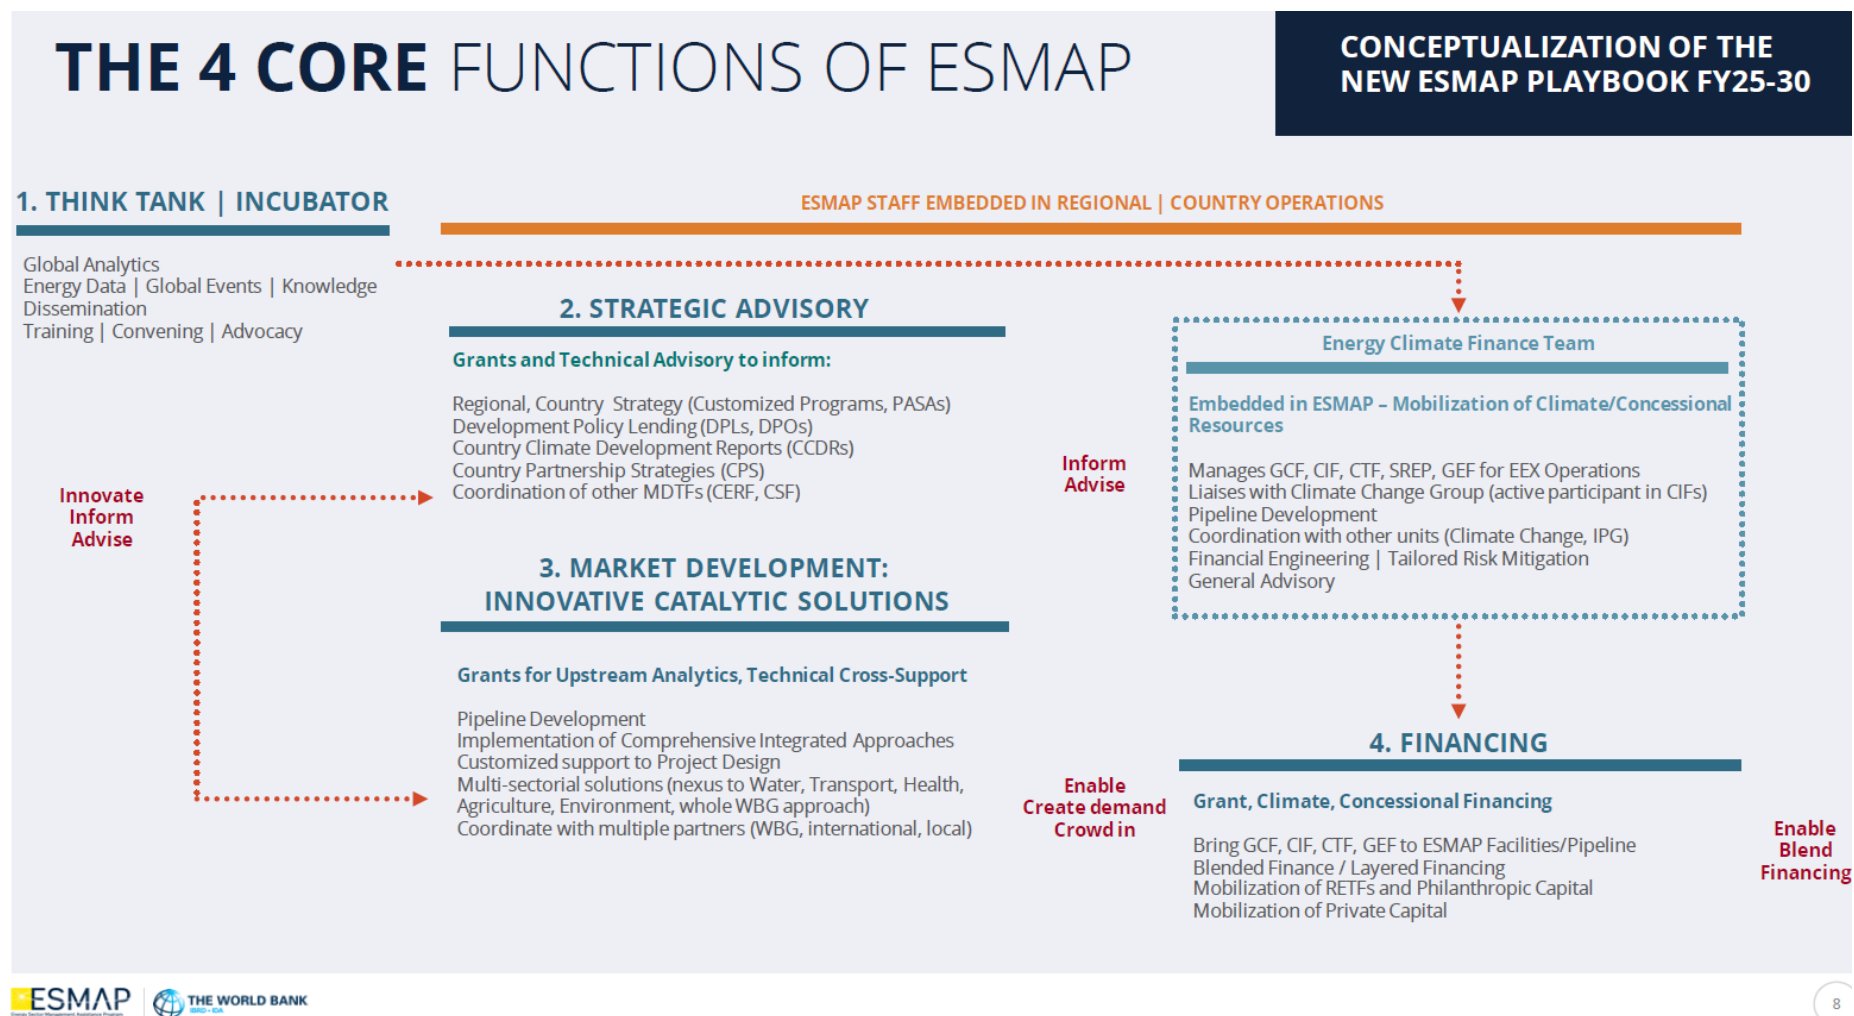 THE 4 CORE FUNCTIONS OF ESMAP
CONCEPTUALIZATION OF THE
NEW ESMAP PLAYBOOK FY25-30
1. THINK TANK | INCUBATOR
Global Analytics
Energy Data | Global Events | Knowledge
Dissemination
Training | Convening | Advocacy
ESMAP STAFF EMBEDDED IN REGIONAL | COUNTRY OPERATIONS
Innovate
Inform
Advise
2. STRATEGIC ADVISORY
Grants and Technical Advisory to inform:
Regional, Country Strategy (Customized Programs, PASAs)
Development Policy Lending (DPLs, DPOs)
Country Climate Development Reports (CCDRs)
Country Partnership Strategies (CPS)
Coordination of other MDTFs (CERF, CSF)
3. MARKET DEVELOPMENT:
INNOVATIVE CATALYTIC SOLUTIONS
Grants for Upstream Analytics, Technical Cross-Support
Pipeline Development
Implementation of Comprehensive Integrated Approaches
Customized support to Project Design
Multi-sectorial solutions (nexus to Water, Transport, Health,
Agriculture, Environment, whole WBG approach)
Coordinate with multiple partners (WBG, international, local)
Inform
Advise
Energy Climate Finance Team
Embedded in ESMAP – Mobilization of Climate/Concessional
Resources
Manages GCF, CIF, CTF, SREP, GEF for EEX Operations
Liaises with Climate Change Group (active participant in CIFs)
Pipeline Development
Coordination with other units (Climate Change, IPG)
Financial Engineering | Tailored Risk Mitigation
General Advisory
Enable
Create demand
Crowd in
4. FINANCING
Grant, Climate, Concessional Financing
Bring GCF, CIF, CTF, GEF to ESMAP Facilities/Pipeline
Blended Finance / Layered Financing
Mobilization of RETFs and Philanthropic Capital
Mobilization of Private Capital
Enable
Blend
Financing
ESMAP
Energy Sector Management Assistance Program
THE WORLD BANK
IBRD • IDA
8